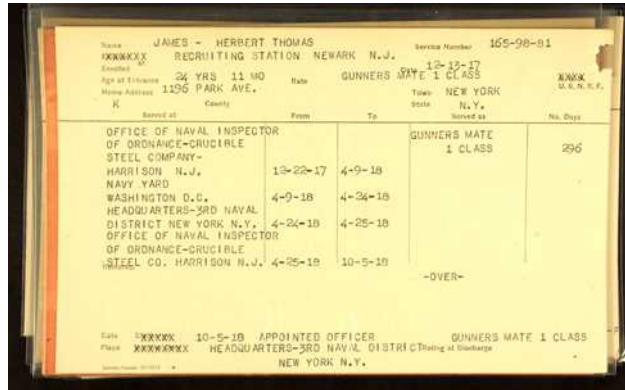 Name JAMES - HERBERT THOMAS Service Number 165-98-81
XXXXXXX at RECRUITING STATION NEWARK N.J.
Enrolled Date 12-13-17
Age at Entrance 24 YRS 11 MO Rate GUNNERS MATE 1 CLASS XXXX
Home Address 1196 PARK AVE. Town NEW YORK U. S. N. R. F.
K County State N.Y.
Served at From To Served as No. Days
OFFICE OF NAVAL INSPECTOR GUNNERS MATE
OF ORDNANCE-CRUCIBLE 1 CLASS 296
STEEL COMPANY-
HARRISON N.J. 12-22-17 4-9-18
NAVY YARD
WASHINGTON D.C. 4-9-18 4-24-18
HEADQUARTERS-3RD NAVAL
DISTRICT NEW YORK N.Y. 4-24-18 4-25-18
OFFICE OF NAVAL INSPECTOR
OF ORDNANCE-CRUCIBLE
STEEL CO. HARRISON N.J. 4-25-18 10-5-18
Remarks:
-OVER-
Date XXXXXX 10-5-18 APPOINTED OFFICER GUNNERS MATE 1 CLASS
Place XXXXXXXX HEADQUARTERS-3RD NAVAL DISTRICT Rating at Discharge
NEW YORK N.Y.